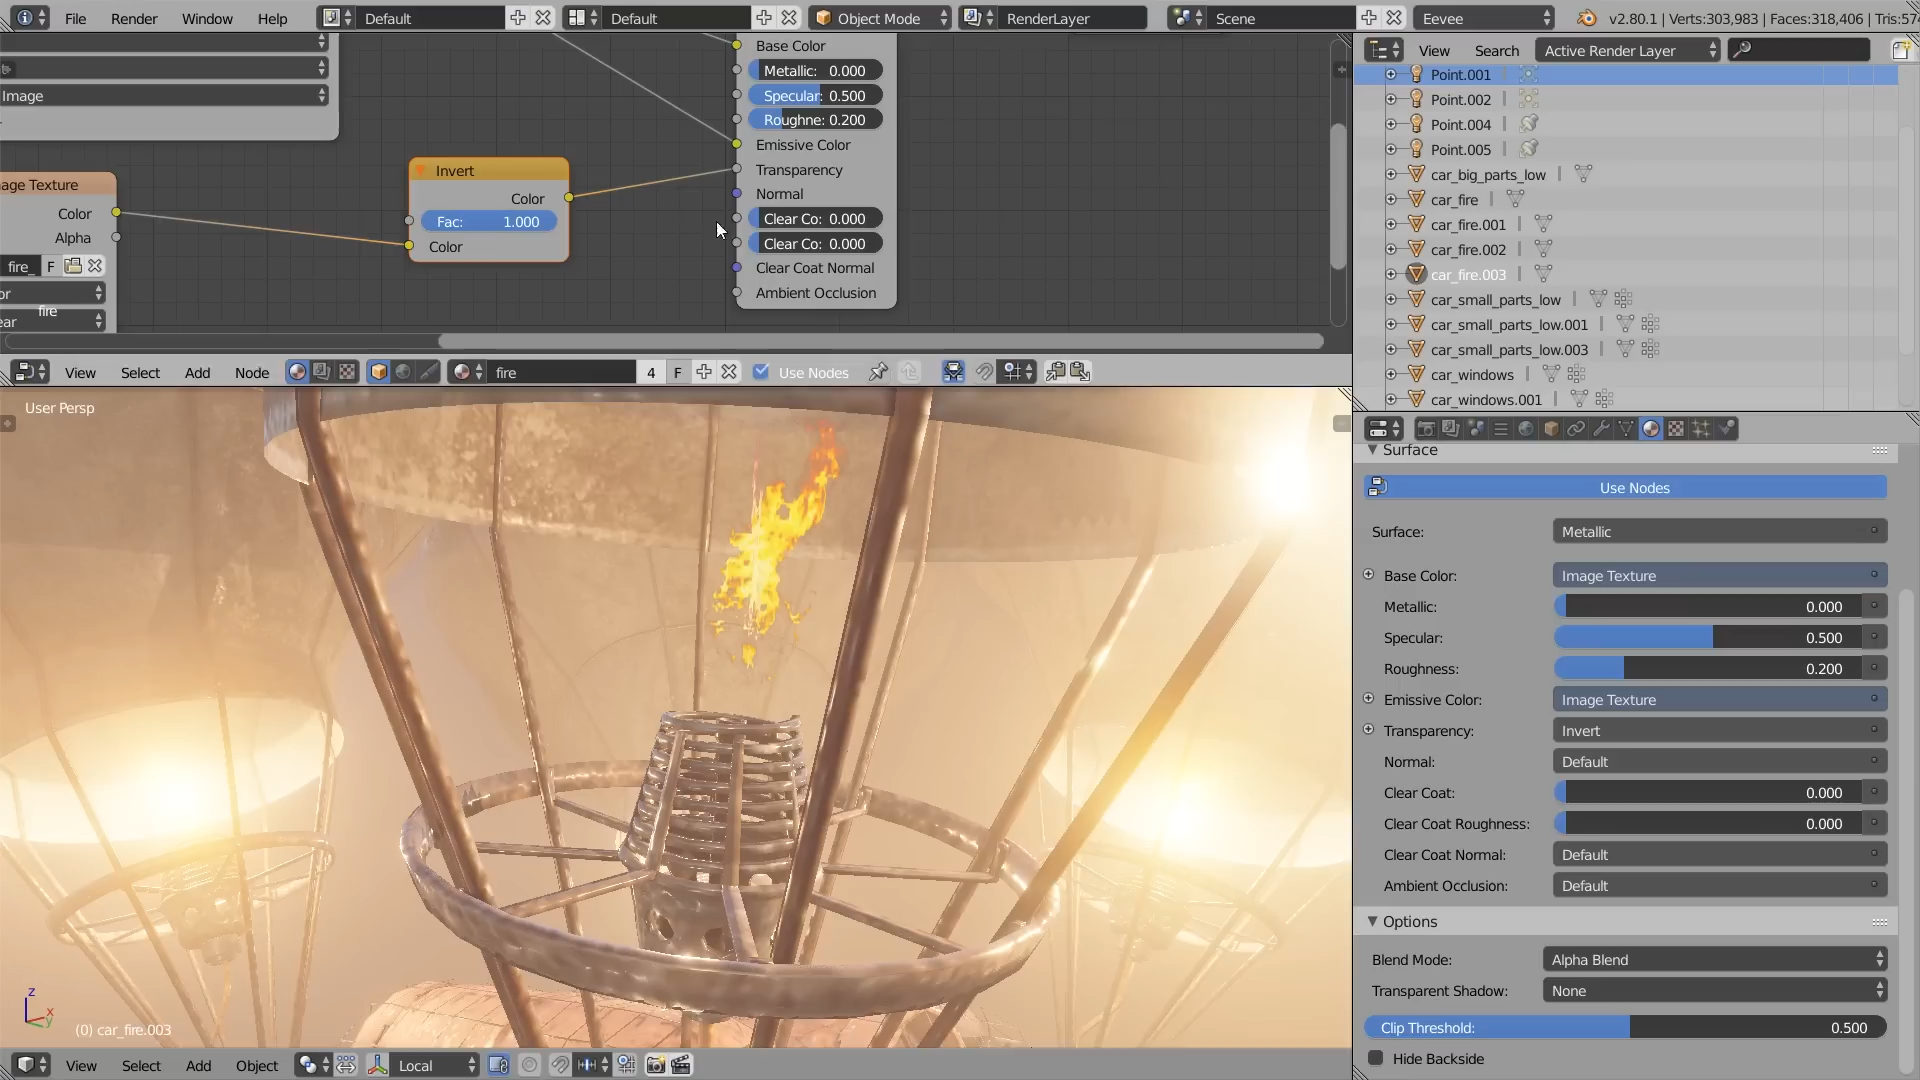 File Render Window Help Default Default Object Mode RenderLayer Scene Eevee v2.80.1 | Verts:303,983 | Faces:318,406 | Tris:574
Image
age Texture
Color
Alpha
fire_ F
or
fire
ear
Invert
Color
Fac: 1.000
Color
Base Color
Metallic: 0.000
Specular: 0.500
Roughne: 0.200
Emissive Color
Transparency
Normal
Clear Co: 0.000
Clear Co: 0.000
Clear Coat Normal
Ambient Occlusion
View Select Add Node fire 4 F Use Nodes
User Persp
z
x
y
(0) car_fire.003
View Select Add Object Local
View Search Active Render Layer
Point.001
Point.002
Point.004
Point.005
car_big_parts_low
car_fire
car_fire.001
car_fire.002
car_fire.003
car_small_parts_low
car_small_parts_low.001
car_small_parts_low.003
car_windows
car_windows.001
Surface
Use Nodes
Surface: Metallic
Base Color: Image Texture
Metallic: 0.000
Specular: 0.500
Roughness: 0.200
Emissive Color: Image Texture
Transparency: Invert
Normal: Default
Clear Coat: 0.000
Clear Coat Roughness: 0.000
Clear Coat Normal: Default
Ambient Occlusion: Default
Options
Blend Mode: Alpha Blend
Transparent Shadow: None
Clip Threshold: 0.500
Hide Backside